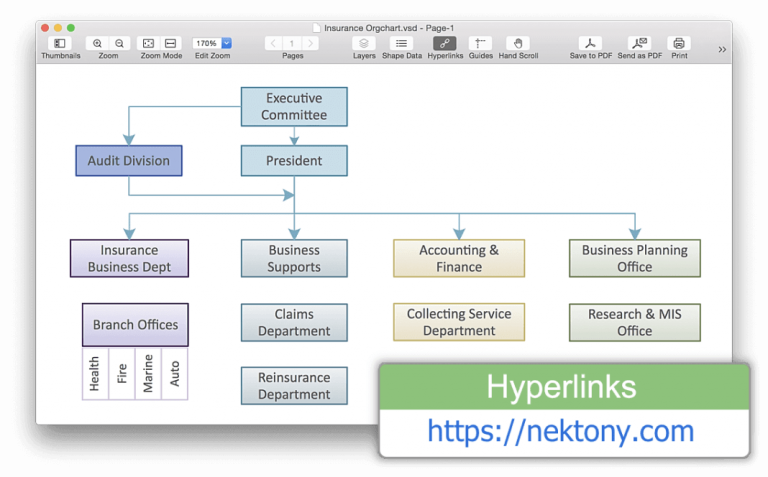 Insurance Orgchart.vsd - Page-1
170%
1
Thumbnails Zoom Zoom Mode Edit Zoom Pages Layers Shape Data Hyperlinks Guides Hand Scroll Save to PDF Send as PDF Print
Executive
Committee
Audit Division
President
Insurance
Business Dept
Business
Supports
Accounting &
Finance
Business Planning
Office
Branch Offices
Health
Fire
Marine
Auto
Claims
Department
Collecting Service
Department
Research & MIS
Office
Reinsurance
Department
Hyperlinks
https://nektony.com